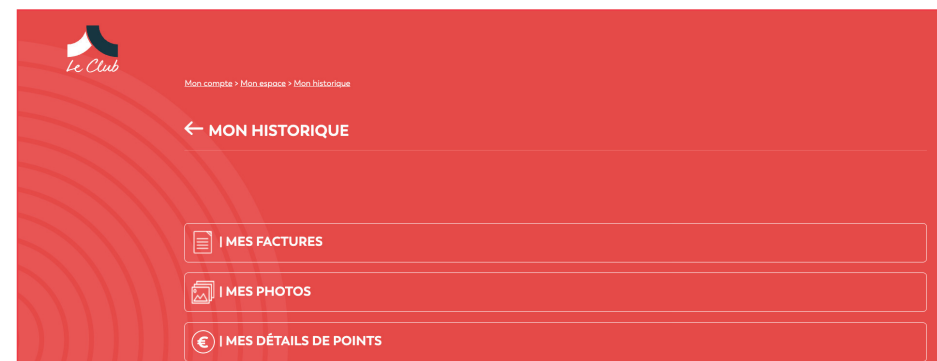 Le Club
Mon compte > Mon espace > Mon historique
← MON HISTORIQUE
| MES FACTURES
| MES PHOTOS
€ | MES DÉTAILS DE POINTS